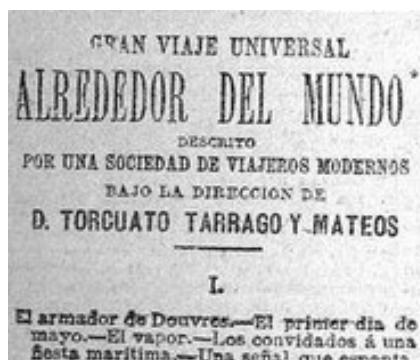 GRAN VIAJE UNIVERSAL
ALREDEDOR DEL MUNDO
DESCRITO
POR UNA SOCIEDAD DE VIAJEROS MODERNOS
BAJO LA DIRECCION DE
D. TORCUATO TARRAGO Y MATEOS
I.
El armador de Douvres.—El primer dia de
mayo.—El vapor.—Los convidados á una
fiesta marítima.—Una señal que